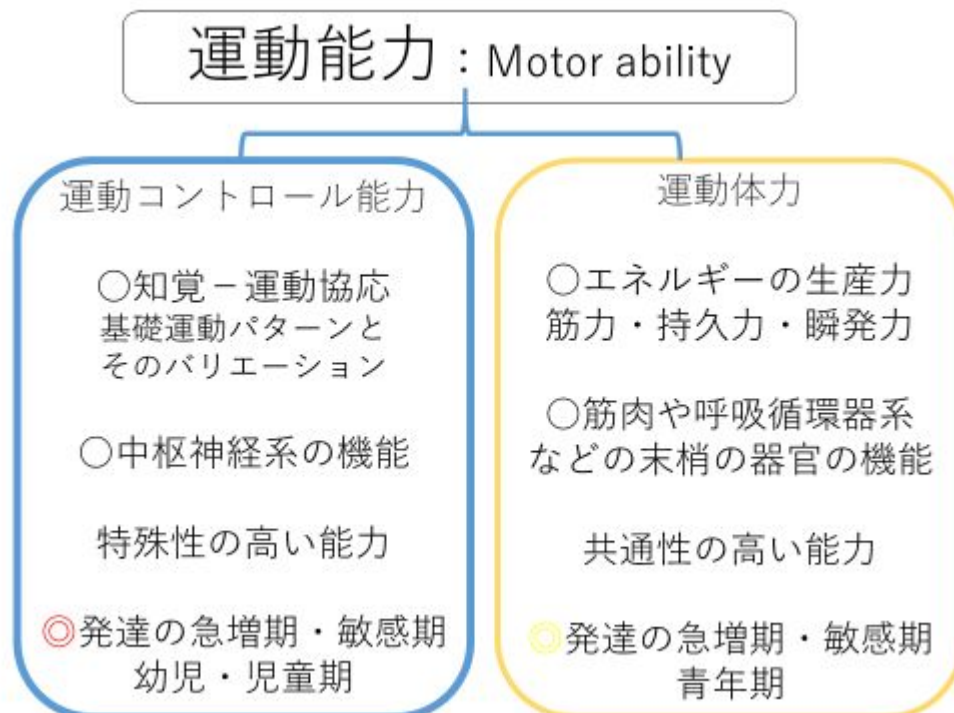 運動能力：Motor ability
運動コントロール能力
○知覚－運動協応
基礎運動パターンと
そのバリエーション
○中枢神経系の機能
特殊性の高い能力
◎発達の急増期・敏感期
幼児・児童期
運動体力
○エネルギーの生産力
筋力・持久力・瞬発力
○筋肉や呼吸循環器系
などの末梢の器官の機能
共通性の高い能力
◎発達の急増期・敏感期
青年期